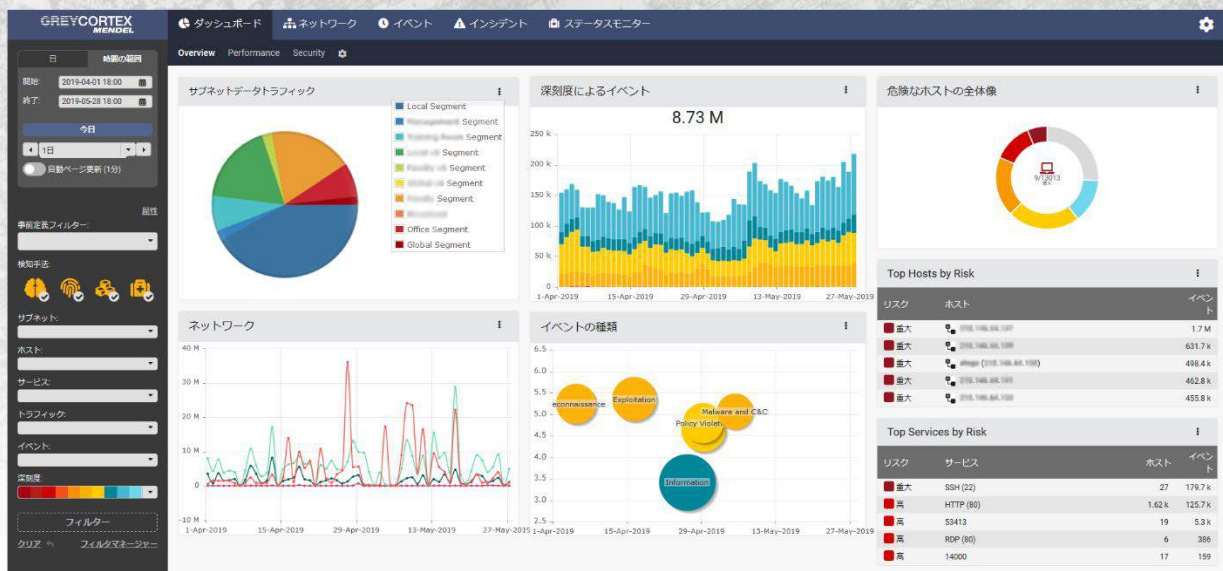 GREYCORTEX
MENDEL
ダッシュボード
ネットワーク
イベント
インシデント
ステータスモニター
Overview
Performance
Security
日
時間の範囲
開始:
2019-04-01 18:00
終了:
2019-05-28 18:00
今日
1日
自動ページ更新 (1分)
属性
事前定義フィルター:
検知手法:
サブネット:
ホスト:
サービス:
トラフィック:
イベント:
深刻度:
フィルター
クリア
フィルタマネージャー
サブネットデータトラフィック
Local Segment
Segment
Segment
Segment
Segment
Segment
Segment
Office Segment
Global Segment
深刻度によるイベント
8.73 M
250 k
200 k
150 k
100 k
50 k
0
1-Apr-2019
15-Apr-2019
29-Apr-2019
13-May-2019
27-May-2019
危険なホストの全体像
9/13013
重大
ネットワーク
40 M
30 M
20 M
10 M
0
-10 M
1-Apr-2019
15-Apr-2019
29-Apr-2019
13-May-2019
27-May-2019
イベントの種類
6.5
6.0
5.5
5.0
4.5
4.0
3.5
3.0
2.5
econnaissance
Exploitation
Malware and C&C
Policy Violati
Information
1-Apr-2019
15-Apr-2019
29-Apr-2019
13-May-2019
27-May-2019
Top Hosts by Risk
リスク ホスト イベント
重大 1.7 M
重大 631.7 k
重大 498.4 k
重大 462.8 k
重大 455.8 k
Top Services by Risk
リスク サービス ホスト イベント
重大 SSH (22) 27 179.7 k
高 HTTP (80) 1.62 k 125.7 k
高 53413 19 5.3 k
高 RDP (80) 6 386
高 14000 17 159